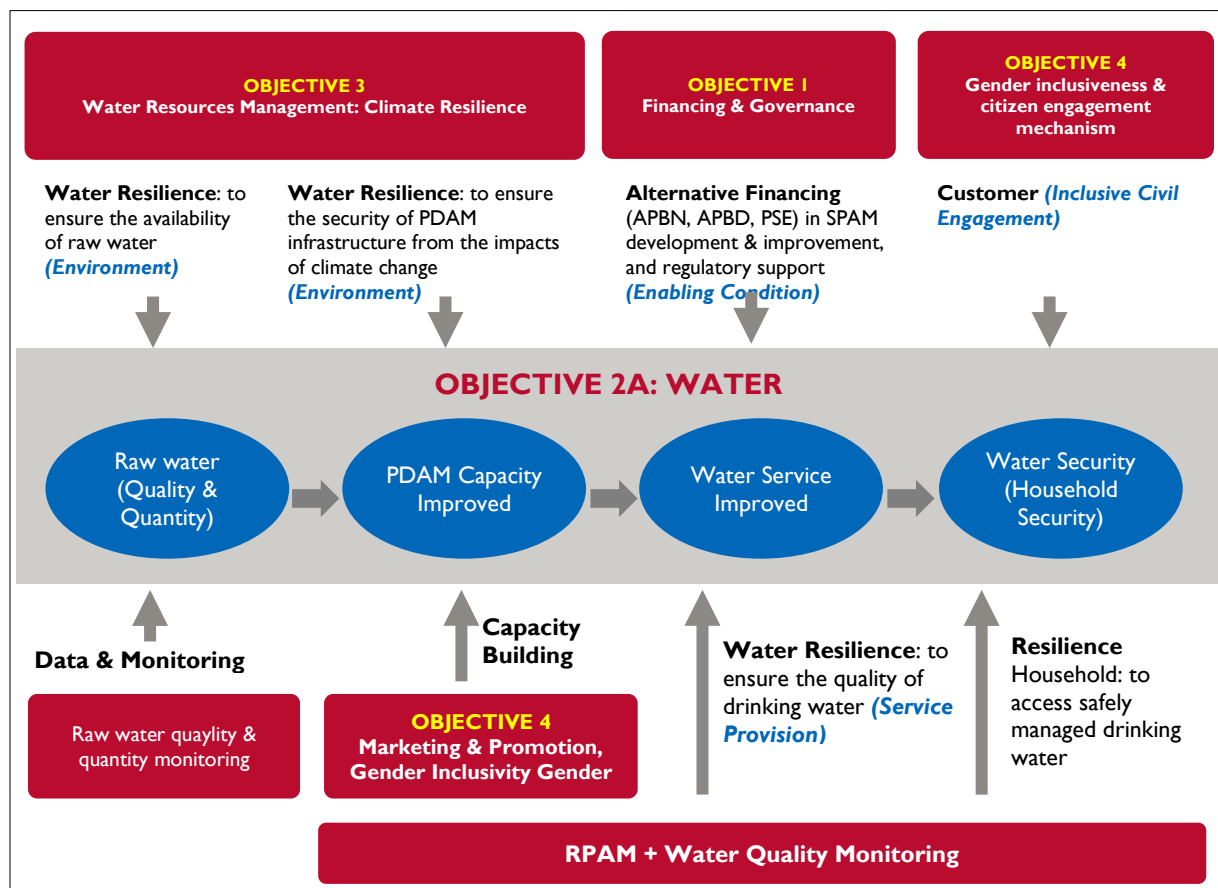 OBJECTIVE 3
Water Resources Management: Climate Resilience
OBJECTIVE 1
Financing & Governance
OBJECTIVE 4
Gender inclusiveness &
citizen engagement
mechanism
Water Resilience: to
ensure the availability
of raw water
(Environment)
Water Resilience: to ensure
the security of PDAM
infrastructure from the impacts
of climate change
(Environment)
Alternative Financing
(APBN, APBD, PSE) in SPAM
development & improvement,
and regulatory support
(Enabling Condition)
Customer (Inclusive Civil
Engagement)
OBJECTIVE 2A: WATER
Raw water
(Quality &
Quantity)
PDAM Capacity
Improved
Water Service
Improved
Water Security
(Household
Security)
Data & Monitoring
Capacity
Building
Water Resilience: to
ensure the quality of
drinking water (Service
Provision)
Resilience
Household: to
access safely
managed drinking
water
Raw water quaylity &
quantity monitoring
OBJECTIVE 4
Marketing & Promotion,
Gender Inclusivity Gender
RPAM + Water Quality Monitoring